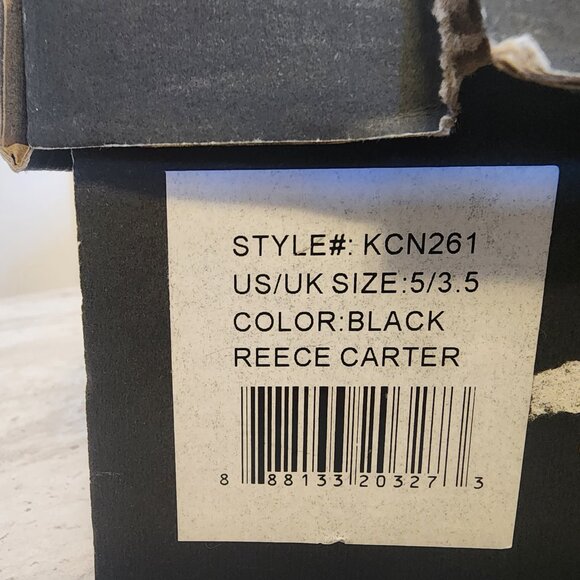 STYLE#: KCN261
US/UK SIZE:5/3.5
COLOR:BLACK
REECE CARTER
8 88133 20327 3